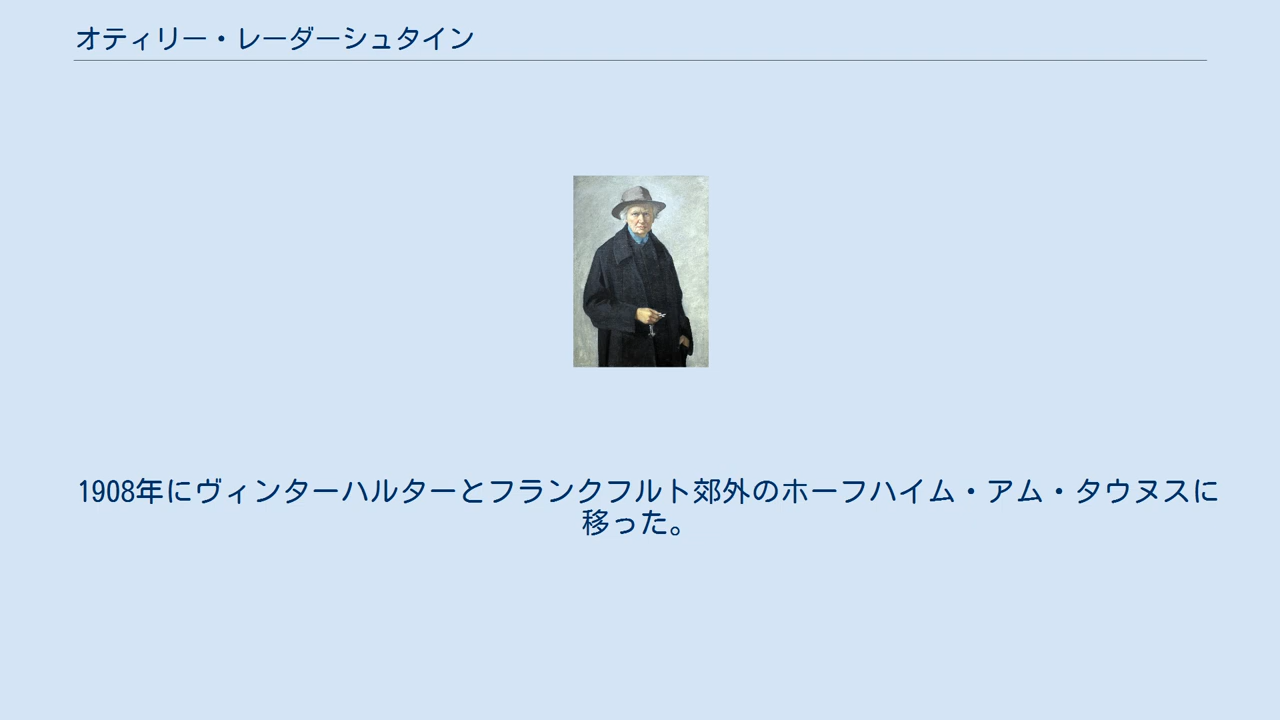 オティリー・レーダーシュタイン
1908年にヴィンターハルターとフランクフルト郊外のホーフハイム・アム・タウヌスに
移った。